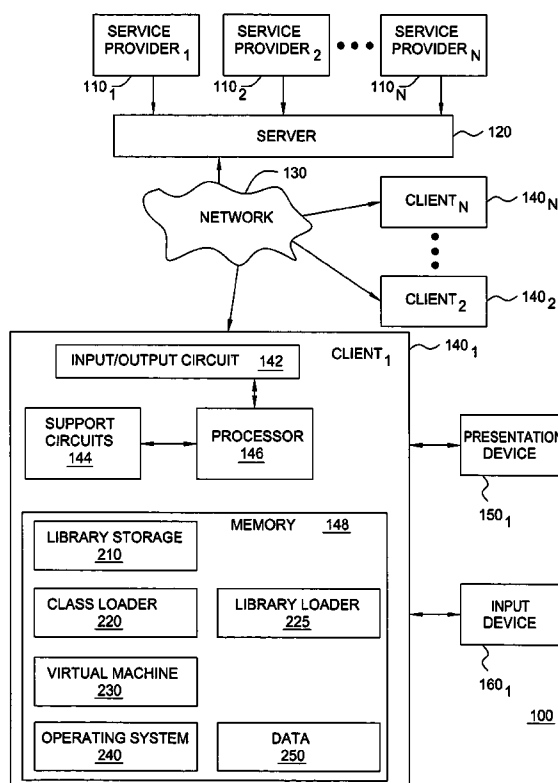 SERVICE PROVIDER 1
SERVICE PROVIDER 2
SERVICE PROVIDER N
110 1
110 2
110 N
SERVER
120
130
NETWORK
CLIENT N
140 N
CLIENT 2
140 2
INPUT/OUTPUT CIRCUIT 142
CLIENT 1
140 1
SUPPORT
CIRCUITS
144
PROCESSOR
146
PRESENTATION
DEVICE
150 1
MEMORY 148
LIBRARY STORAGE
210
CLASS LOADER
220
LIBRARY LOADER
225
INPUT
DEVICE
160 1
VIRTUAL MACHINE
230
OPERATING SYSTEM
240
DATA
250
100